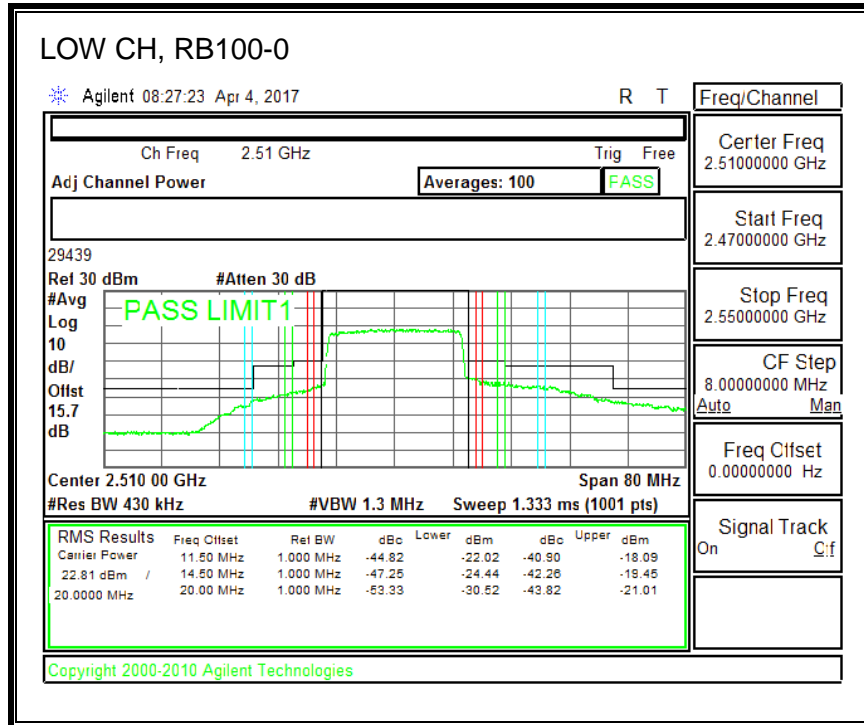 LOW CH, RB100-0
Agilent 08:27:23 Apr 4, 2017 R T
Ch Freq 2.51 GHz Trig Free
Adj Channel Power Averages: 100 PASS
29439
Ref 30 dBm #Atten 30 dB
#Avg
Log
10
dB/
Offst
15.7
dB
PASS LIMIT1
Center 2.510 00 GHz Span 80 MHz
#Res BW 430 kHz #VBW 1.3 MHz Sweep 1.333 ms (1001 pts)
RMS Results Freq Offset Ref BW dBc Lower dBm dBc Upper dBm
Carrier Power 11.50 MHz 1.000 MHz -44.82 -22.02 -40.90 -18.09
22.81 dBm / 14.50 MHz 1.000 MHz -47.25 -24.44 -42.26 -19.45
20.0000 MHz 20.00 MHz 1.000 MHz -53.33 -30.52 -43.82 -21.01
Copyright 2000-2010 Agilent Technologies
Freq/Channel
Center Freq
2.51000000 GHz
Start Freq
2.47000000 GHz
Stop Freq
2.55000000 GHz
CF Step
8.00000000 MHz
Auto Man
Freq Offset
0.00000000 Hz
Signal Track
On Off